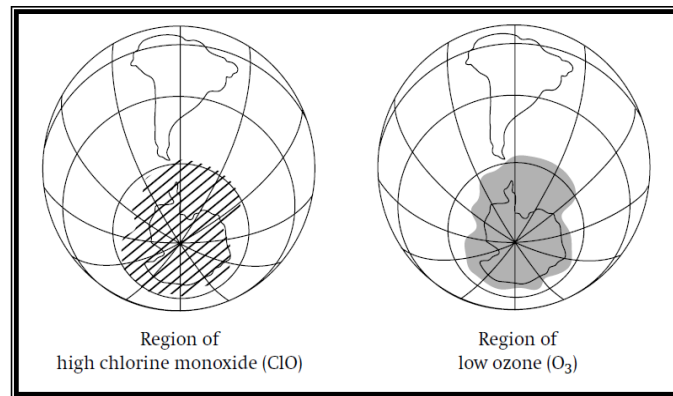 Region of
high chlorine monoxide (ClO)
Region of
low ozone (O₃)